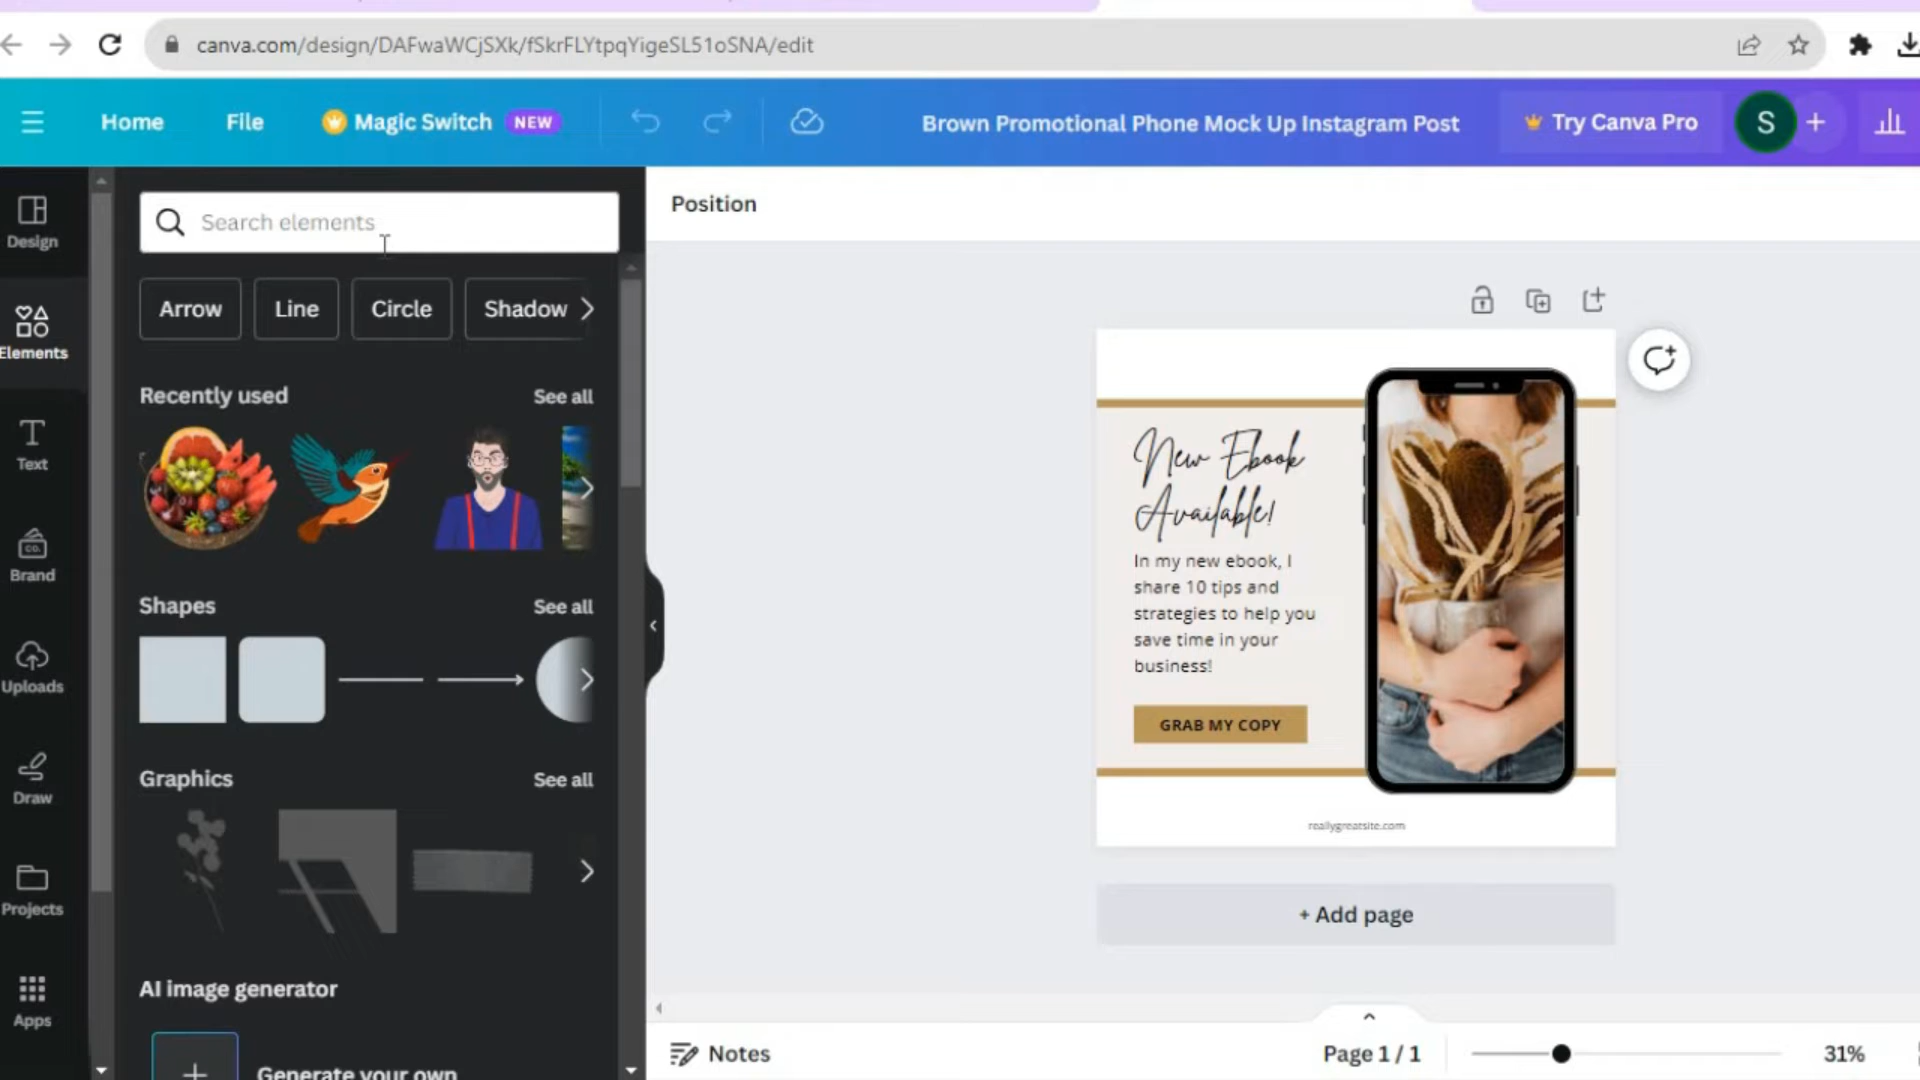 canva.com/design/DAFwaWCjSXk/fSkrFLYtpqYigeSL51oSNA/edit
Home
File
Magic Switch
NEW
Brown Promotional Phone Mock Up Instagram Post
Try Canva Pro
S
+
Design
Elements
Text
CO.
Brand
Uploads
Draw
Projects
Apps
Search elements
Arrow
Line
Circle
Shadow
Recently used
See all
Shapes
See all
Graphics
See all
AI image generator
Generate your own
Position
New Ebook
Available!
In my new ebook, I
share 10 tips and
strategies to help you
save time in your
business!
GRAB MY COPY
reallygreatsite.com
+ Add page
Notes
Page 1 / 1
31%